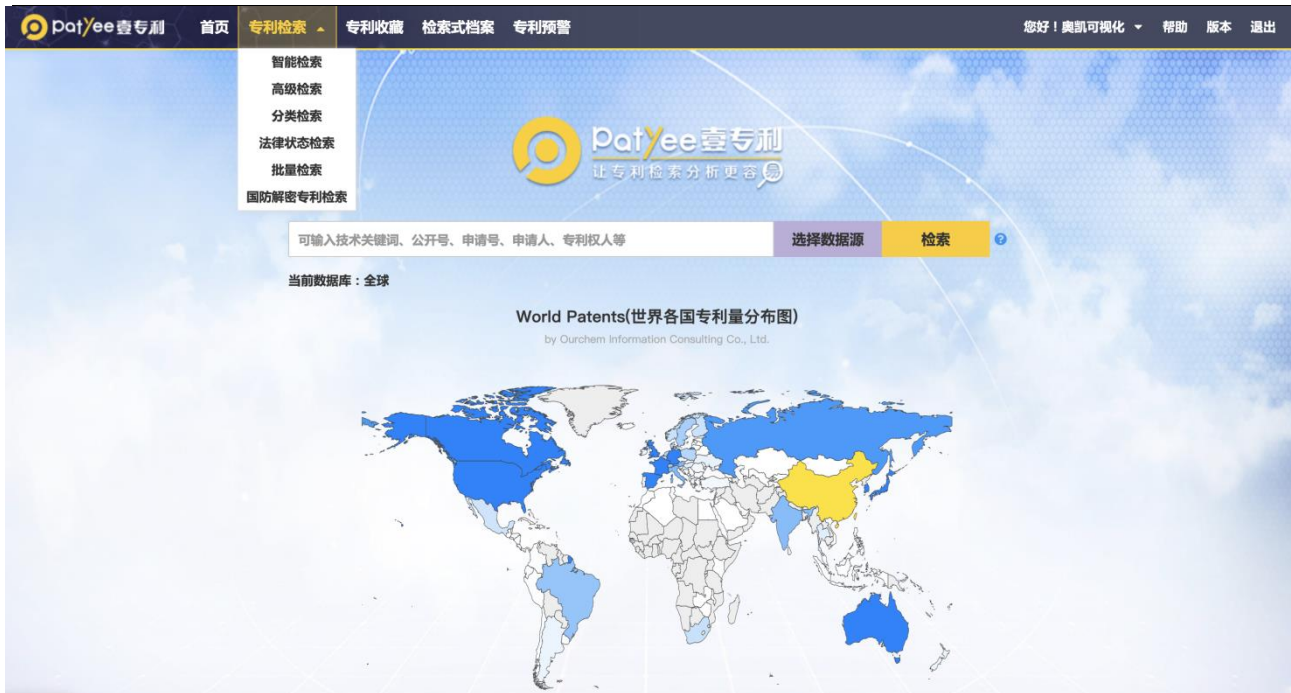 Patyee壹专利 首页 专利检索 专利收藏 检索式档案 专利预警 您好！奥凯可视化 帮助 版本 退出
智能检索
高级检索
分类检索
法律状态检索
批量检索
国防解密专利检索
Patyee壹专利
让专利检索分析更容易
可输入技术关键词、公开号、申请号、申请人、专利权人等 选择数据源 检索 ?
当前数据库：全球
World Patents(世界各国专利量分布图)
by Ourchem Information Consulting Co., Ltd.